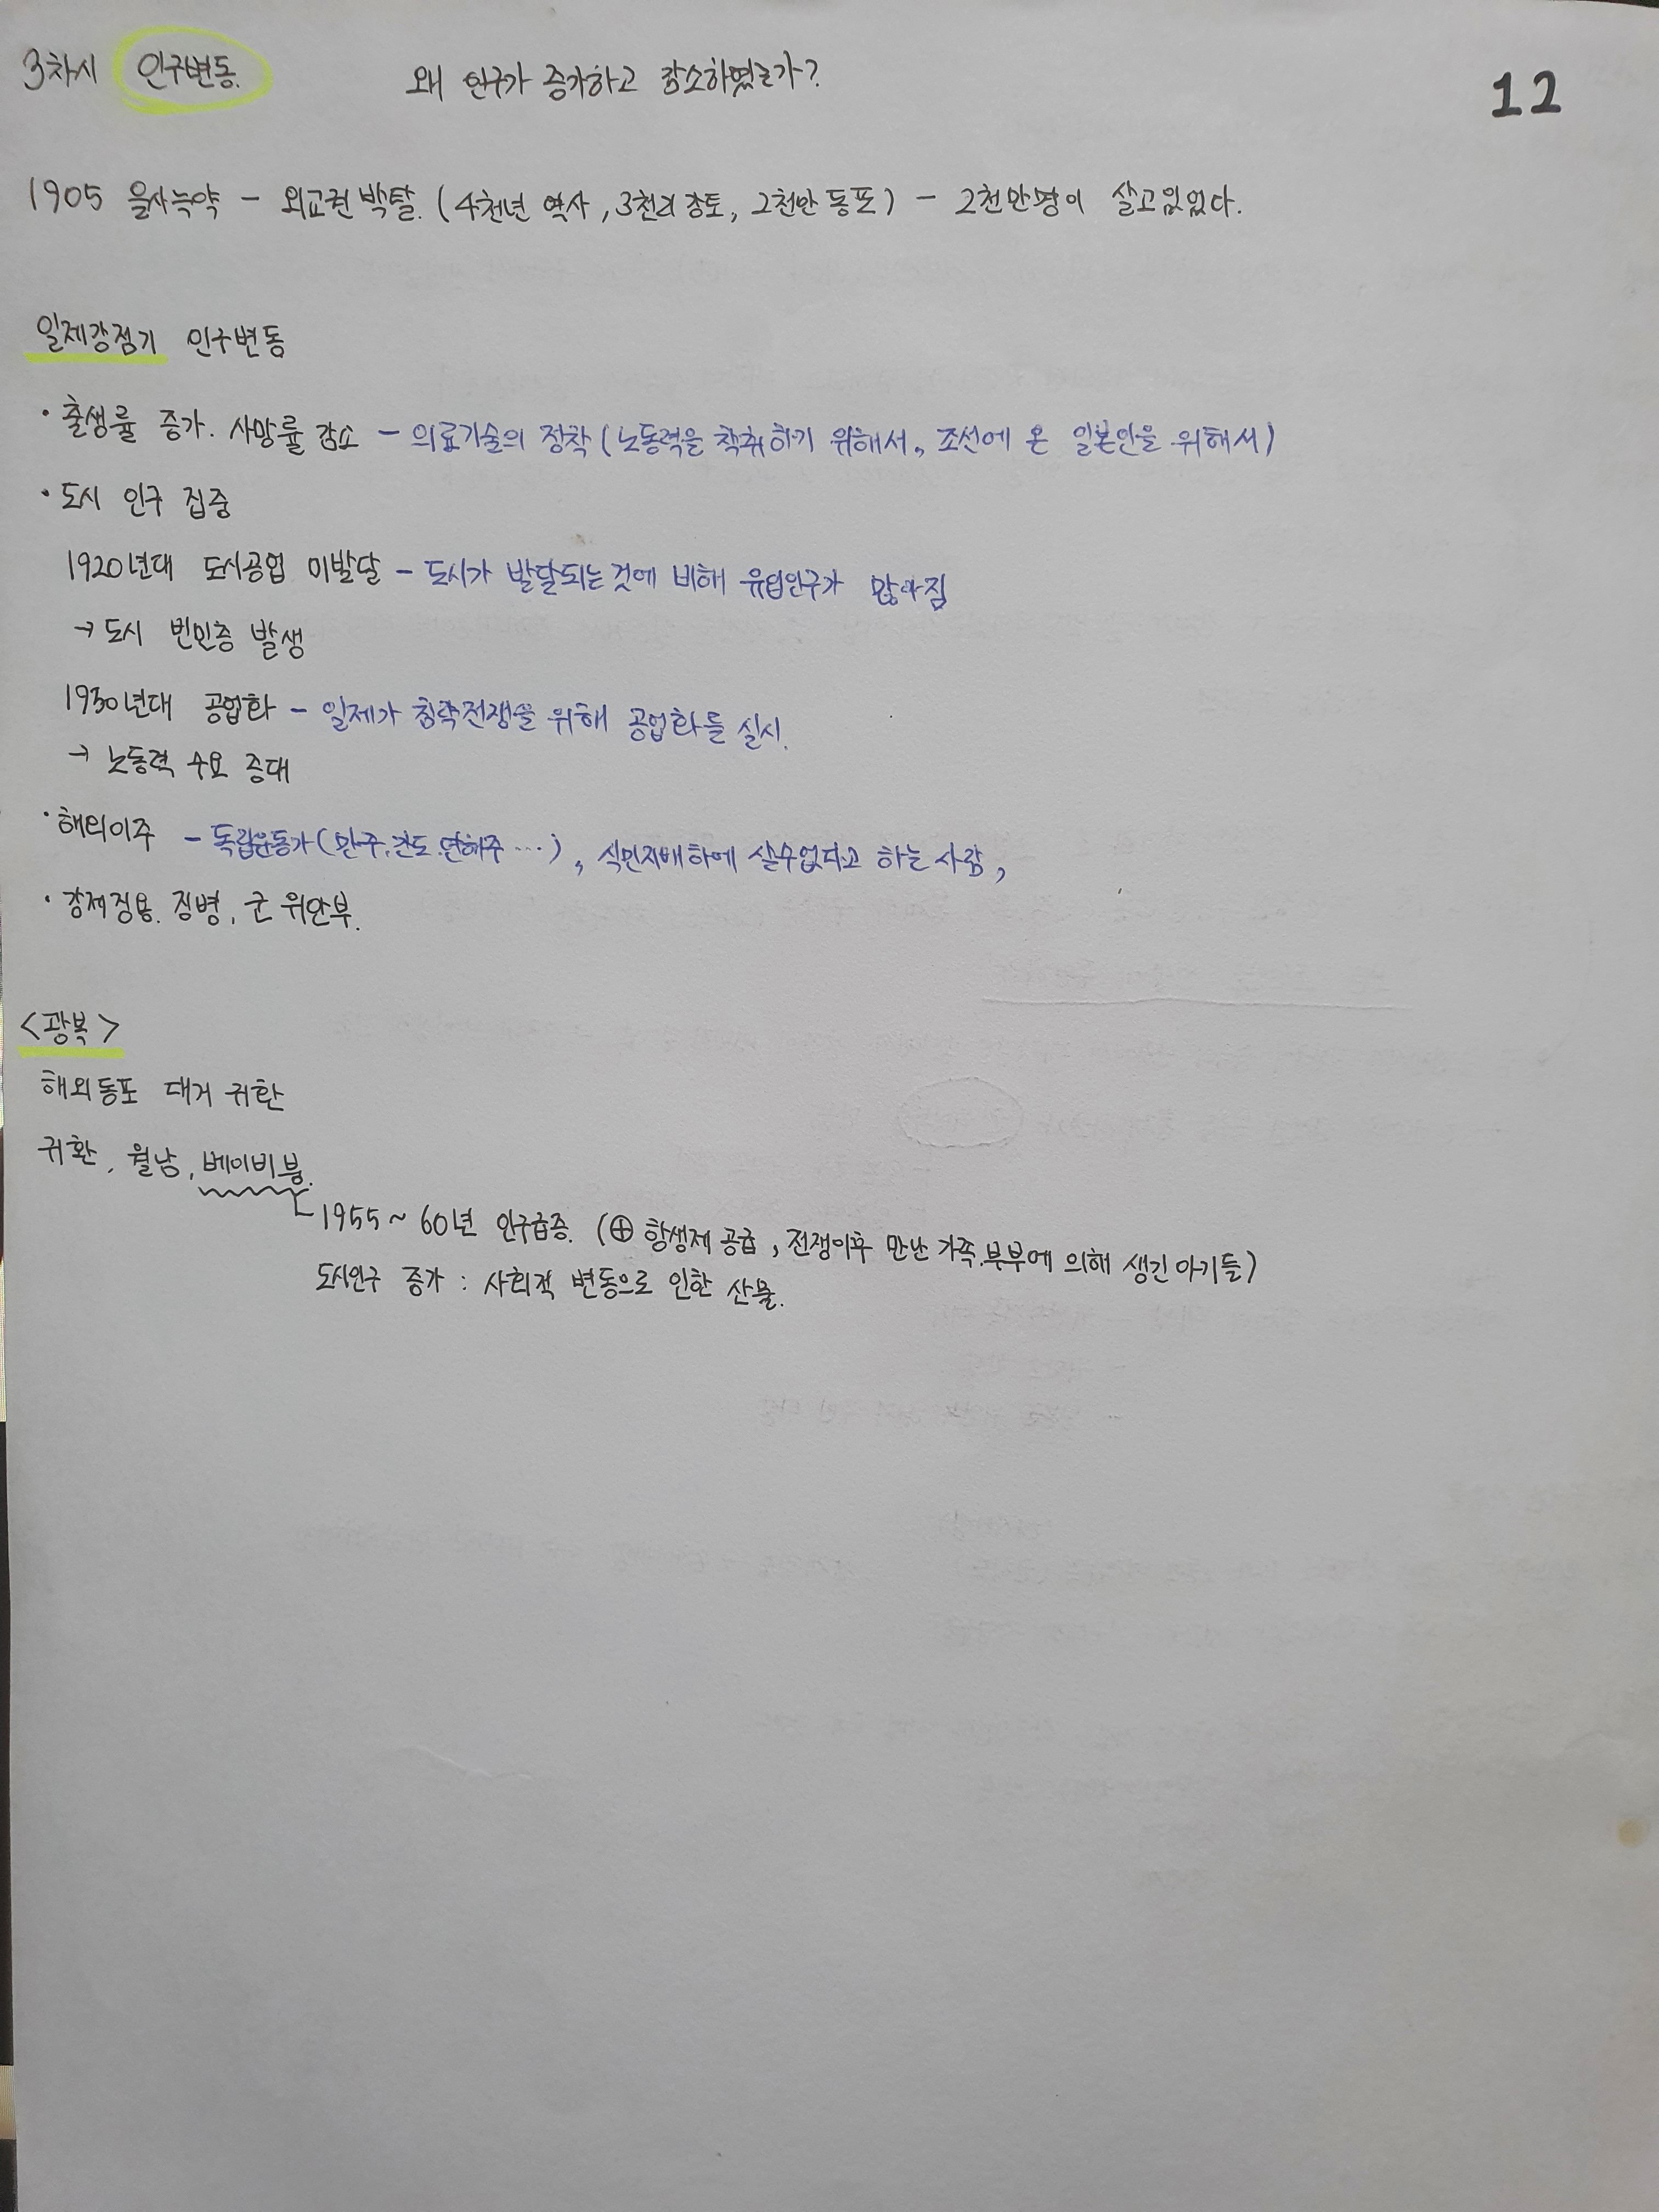 3차시 인구변동. 왜 인구가 증가하고 감소하였는가?
12
1905 을사늑약 - 외교권 박탈. (4천년 역사, 3천리 강토, 2천만 동포) - 2천만명이 살고있었다.
일제강점기 인구변동
· 출생률 증가. 사망률 감소 - 의료기술의 정착 (노동력을 착취하기 위해서, 조선에 온 일본인을 위해서)
· 도시 인구 집중
1920년대 도시공업 미발달 - 도시가 발달되는 것에 비해 유입인구가 많아짐
→ 도시 빈민층 발생
1930년대 공업화 - 일제가 침략전쟁을 위해 공업화를 실시.
→ 노동력 수요 증대
· 해외이주 - 독립운동가 (만주.간도.연해주 …), 식민지배하에 살수없다고 하는 사람,
· 강제징용. 징병, 군 위안부.
<광복>
해외동포 대거 귀환
귀환, 월남, 베이비붐.
1955~60년 인구급증. (⊕ 항생제 공급, 전쟁이후 만난 가족.부부에 의해 생긴 아기들)
도시인구 증가 : 사회적 변동으로 인한 산물.